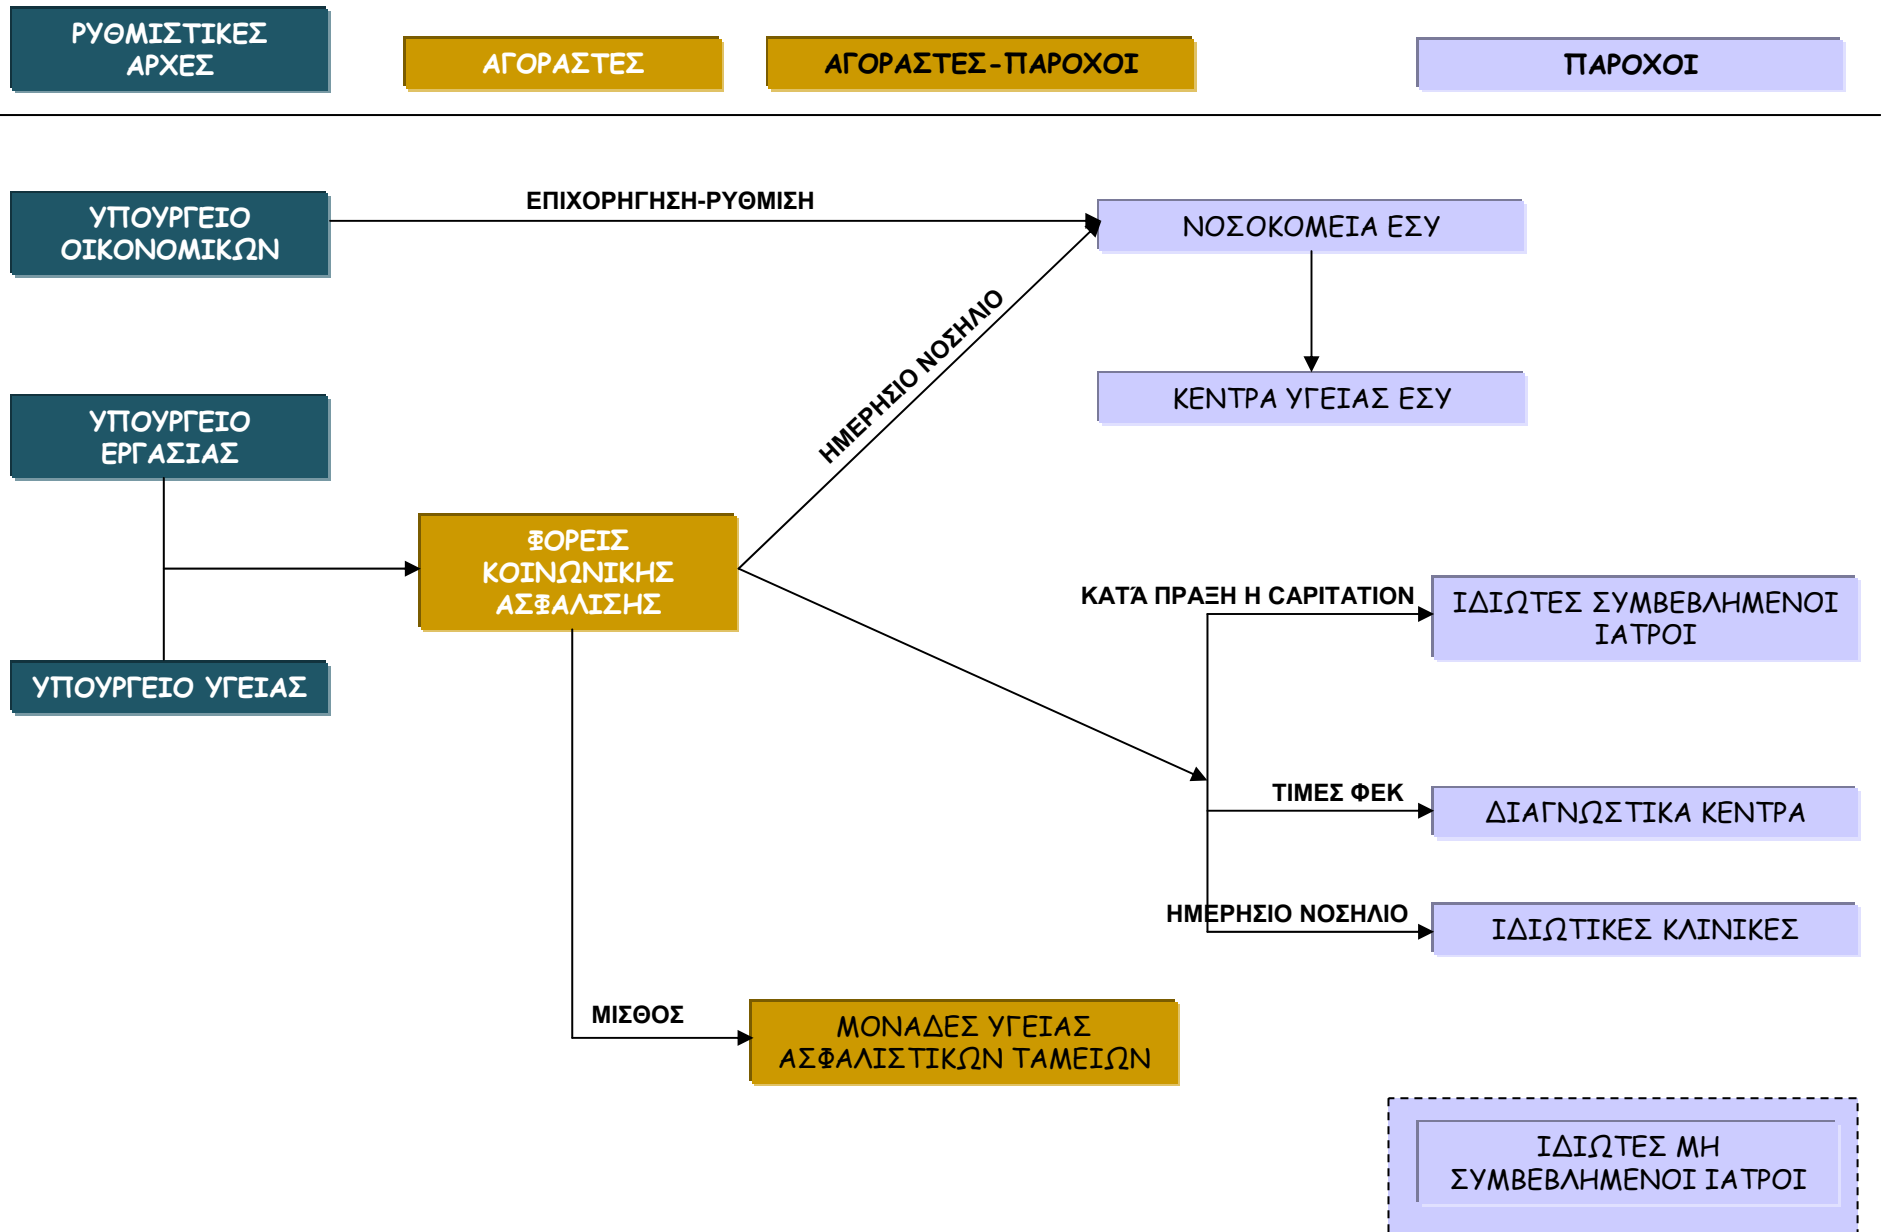 ΡΥΘΜΙΣΤΙΚΕΣ
ΑΡΧΕΣ
ΑΓΟΡΑΣΤΕΣ
ΑΓΟΡΑΣΤΕΣ-ΠΑΡΟΧΟΙ
ΠΑΡΟΧΟΙ
ΥΠΟΥΡΓΕΙΟ
ΟΙΚΟΝΟΜΙΚΩΝ
ΕΠΙΧΟΡΗΓΗΣΗ-ΡΥΘΜΙΣΗ
ΝΟΣΟΚΟΜΕΙΑ ΕΣΥ
ΗΜΕΡΗΣΙΟ ΝΟΣΗΛΙΟ
ΚΕΝΤΡΑ ΥΓΕΙΑΣ ΕΣΥ
ΥΠΟΥΡΓΕΙΟ
ΕΡΓΑΣΙΑΣ
ΦΟΡΕΙΣ
ΚΟΙΝΩΝΙΚΗΣ
ΑΣΦΑΛΙΣΗΣ
ΥΠΟΥΡΓΕΙΟ ΥΓΕΙΑΣ
ΚΑΤΆ ΠΡΑΞΗ Η CAPITATION
ΙΔΙΩΤΕΣ ΣΥΜΒΕΒΛΗΜΕΝΟΙ
ΙΑΤΡΟΙ
ΤΙΜΕΣ ΦΕΚ
ΔΙΑΓΝΩΣΤΙΚΑ ΚΕΝΤΡΑ
ΗΜΕΡΗΣΙΟ ΝΟΣΗΛΙΟ
ΙΔΙΩΤΙΚΕΣ ΚΛΙΝΙΚΕΣ
ΜΙΣΘΟΣ
ΜΟΝΑΔΕΣ ΥΓΕΙΑΣ
ΑΣΦΑΛΙΣΤΙΚΩΝ ΤΑΜΕΙΩΝ
ΙΔΙΩΤΕΣ ΜΗ
ΣΥΜΒΕΒΛΗΜΕΝΟΙ ΙΑΤΡΟΙ